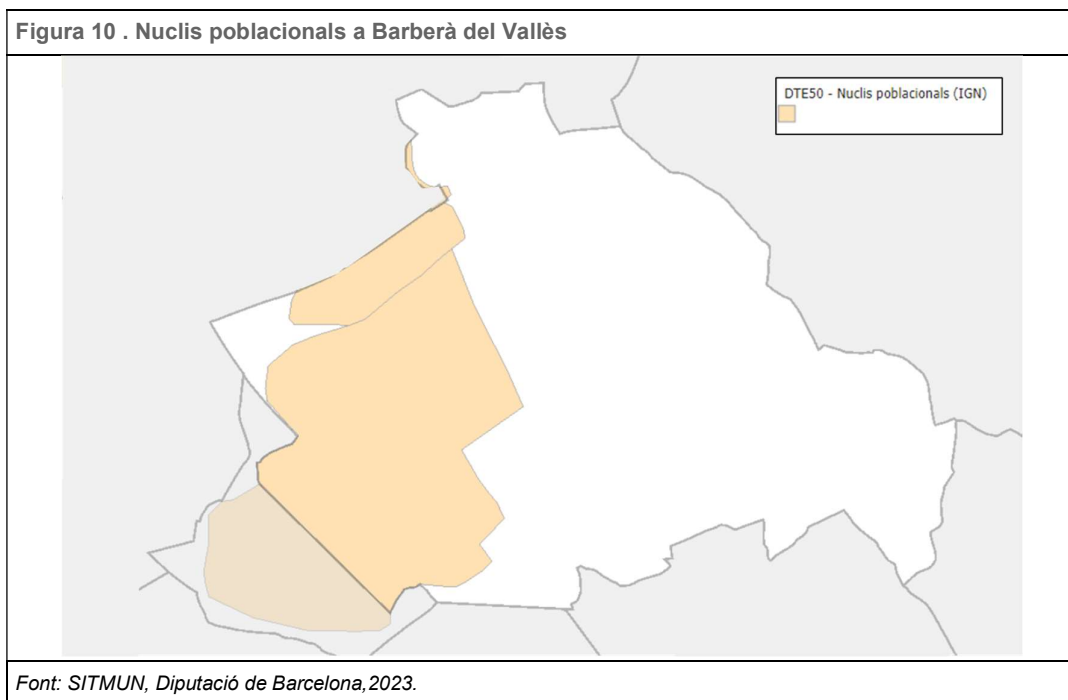 Figura 10 . Nuclis poblacionals a Barberà del Vallès
DTE50 - Nuclis poblacionals (IGN)
Font: SITMUN, Diputació de Barcelona,2023.